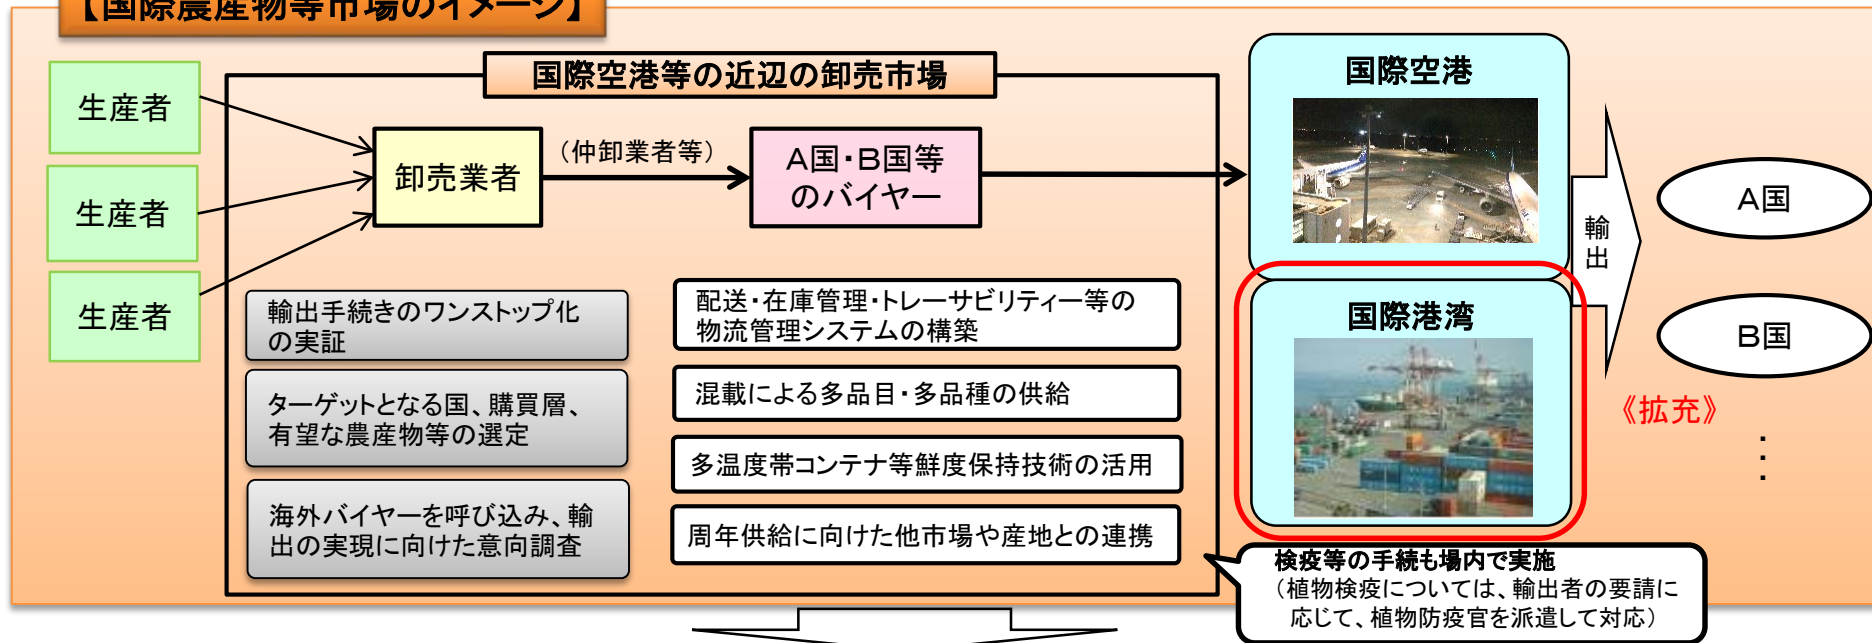 【国際農産物等市場のイメージ】
国際空港等の近辺の卸売市場
生産者
生産者
生産者
卸売業者
（仲卸業者等）
A国・B国等
のバイヤー
輸出手続きのワンストップ化
の実証
ターゲットとなる国、購買層、
有望な農産物等の選定
海外バイヤーを呼び込み、輸
出の実現に向けた意向調査
配送・在庫管理・トレーサビリティー等の
物流管理システムの構築
混載による多品目・多品種の供給
多温度帯コンテナ等鮮度保持技術の活用
周年供給に向けた他市場や産地との連携
国際空港
国際港湾
輸
出
A国
B国
《拡充》
：
検疫等の手続も場内で実施
（植物検疫については、輸出者の要請に
応じて、植物防疫官を派遣して対応）